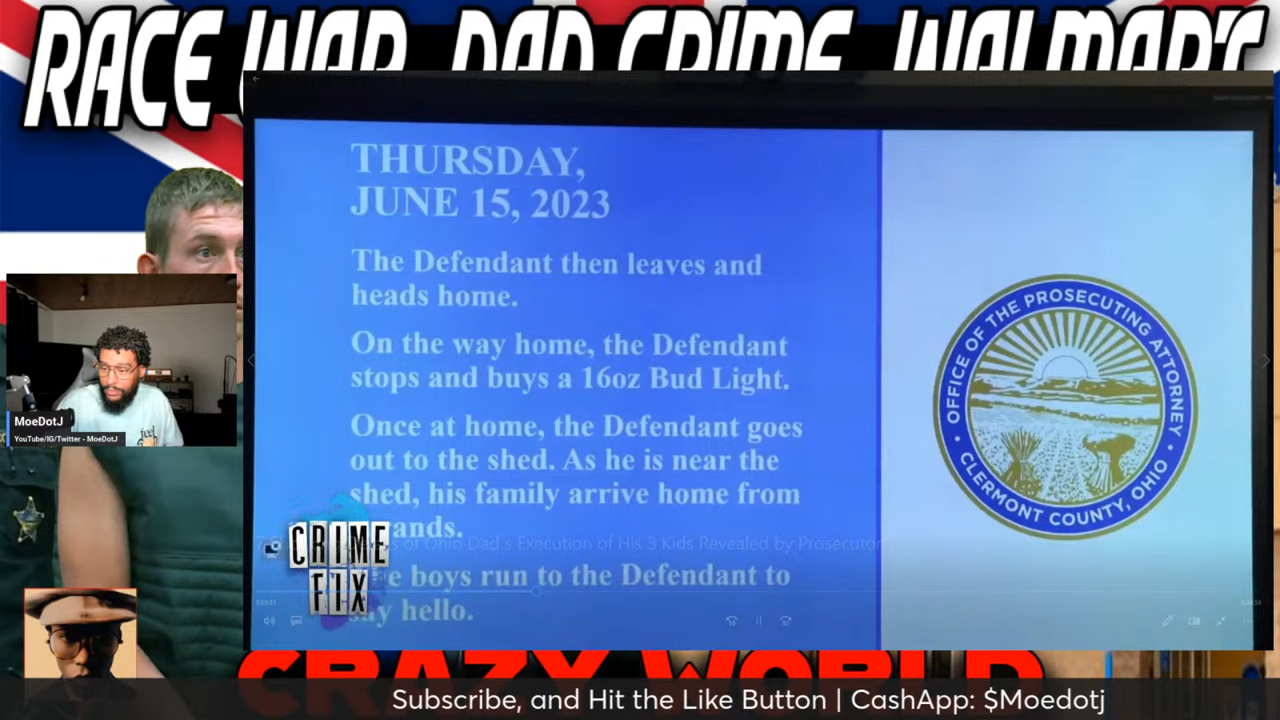 RACE WAR, DAD CRIME, WALMART
THURSDAY,
JUNE 15, 2023
The Defendant then leaves and
heads home.
On the way home, the Defendant
stops and buys a 16oz Bud Light.
Once at home, the Defendant goes
out to the shed. As he is near the
shed, his family arrive home from
ands.
of Ohio Dad's Execution of His 3 Kids Revealed by Prosecutor
boys run to the Defendant to
say hello.
CRIME
FIX
OFFICE OF THE PROSECUTING ATTORNEY
CLERMONT COUNTY, OHIO
MoeDotJ
YouTube/IG/Twitter - MoeDotJ
CRAZY WORLD
Subscribe, and Hit the Like Button | CashApp: $Moedotj